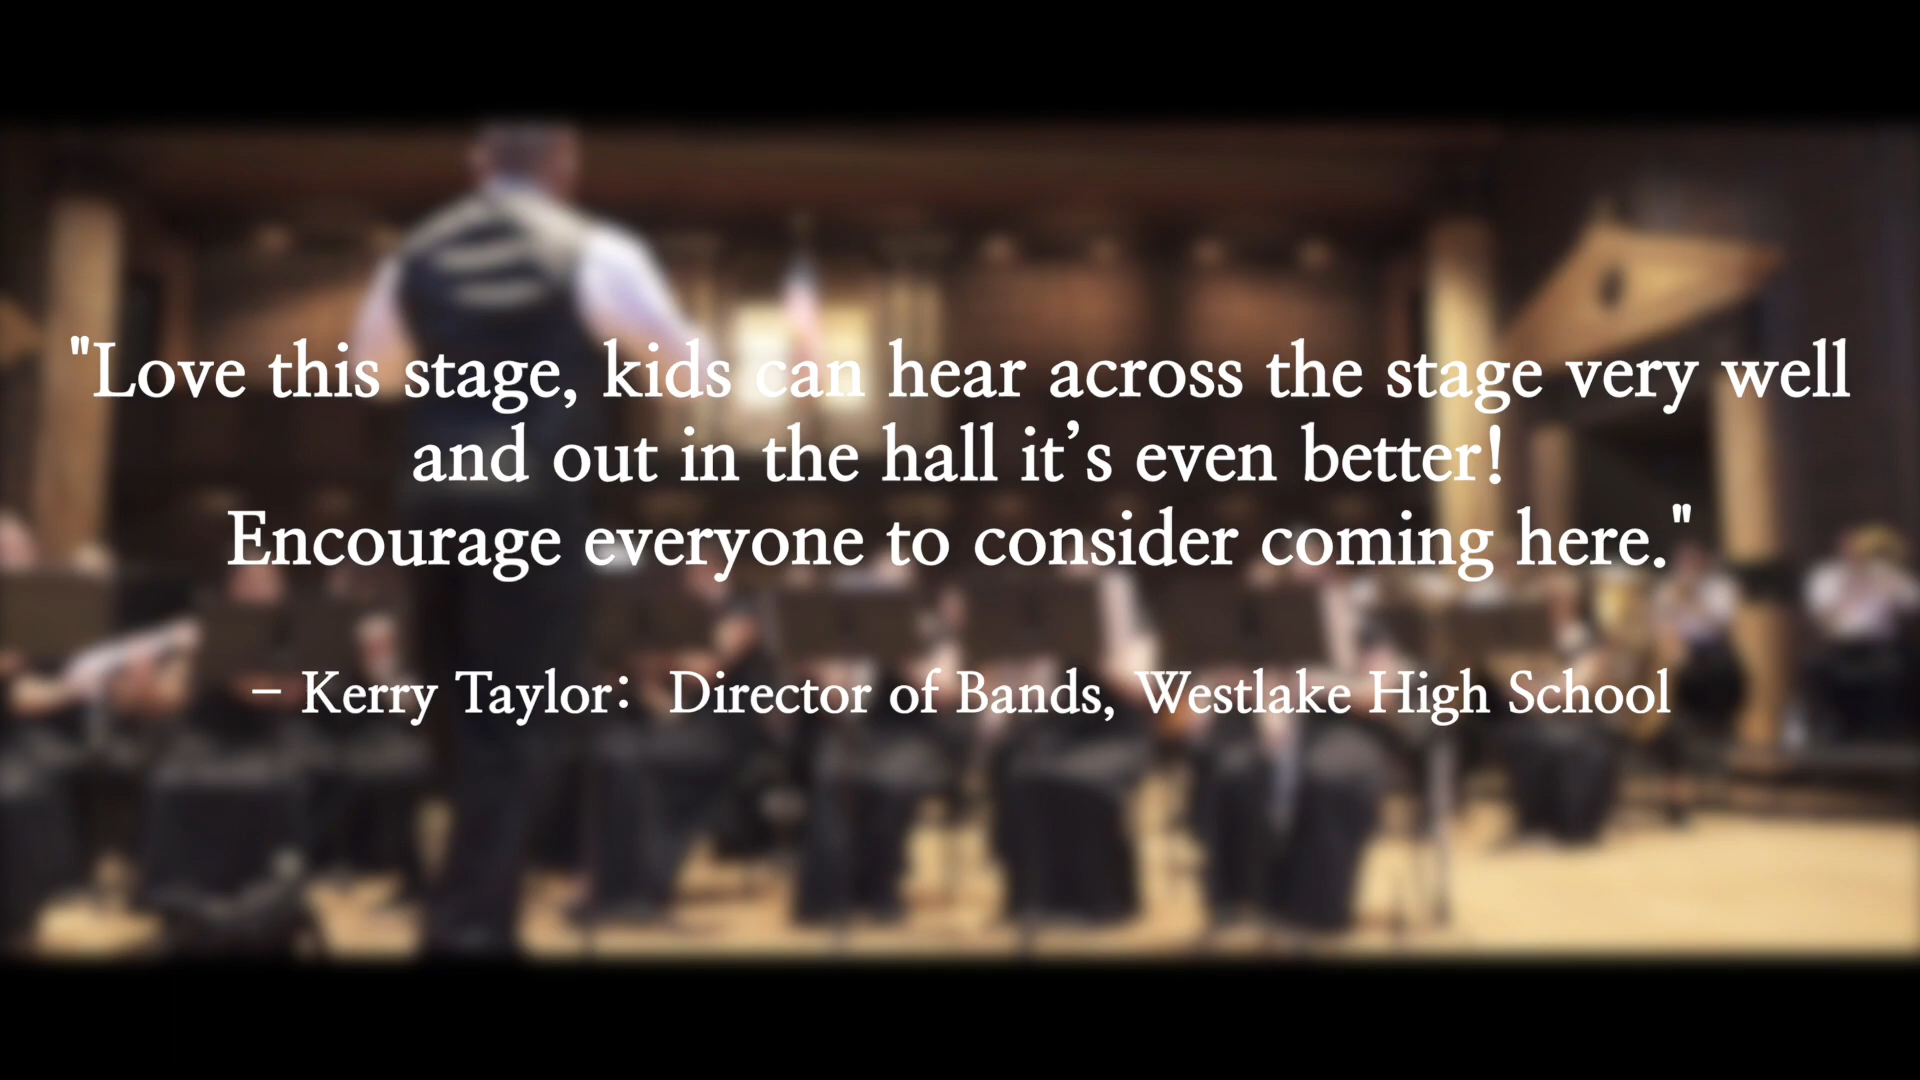 "Love this stage, kids can hear across the stage very well
and out in the hall it’s even better!
Encourage everyone to consider coming here."
– Kerry Taylor: Director of Bands, Westlake High School